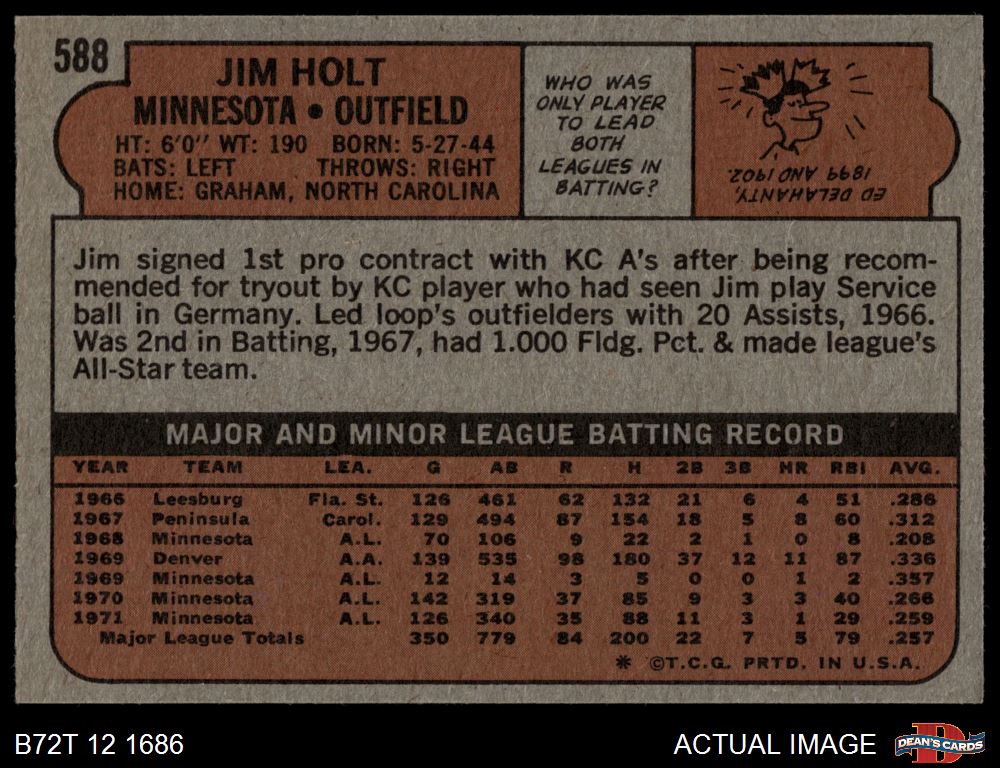 588
JIM HOLT
MINNESOTA • OUTFIELD
HT: 6'0" WT: 190 BORN: 5-27-44
BATS: LEFT THROWS: RIGHT
HOME: GRAHAM, NORTH CAROLINA
WHO WAS
ONLY PLAYER
TO LEAD
BOTH
LEAGUES IN
BATTING?
ED DELAHANTY,
1899 AND 1902.
Jim signed 1st pro contract with KC A's after being recom-
mended for tryout by KC player who had seen Jim play Service
ball in Germany. Led loop's outfielders with 20 Assists, 1966.
Was 2nd in Batting, 1967, had 1.000 Fldg. Pct. & made league's
All-Star team.
MAJOR AND MINOR LEAGUE BATTING RECORD
YEAR TEAM LEA. G AB R H 2B 3B HR RBI AVG.
1966 Leesburg Fla. St. 126 461 62 132 21 6 4 51 .286
1967 Peninsula Carol. 129 494 87 154 18 5 8 60 .312
1968 Minnesota A.L. 70 106 9 22 2 1 0 8 .208
1969 Denver A.A. 139 535 98 180 37 12 11 87 .336
1969 Minnesota A.L. 12 14 3 5 0 0 1 2 .357
1970 Minnesota A.L. 142 319 37 85 9 3 3 40 .266
1971 Minnesota A.L. 126 340 35 88 11 3 1 29 .259
Major League Totals 350 779 84 200 22 7 5 79 .257
* ©T.C.G. PRTD. IN U.S.A.
B72T 12 1686
ACTUAL IMAGE
D
DEAN'S CARDS